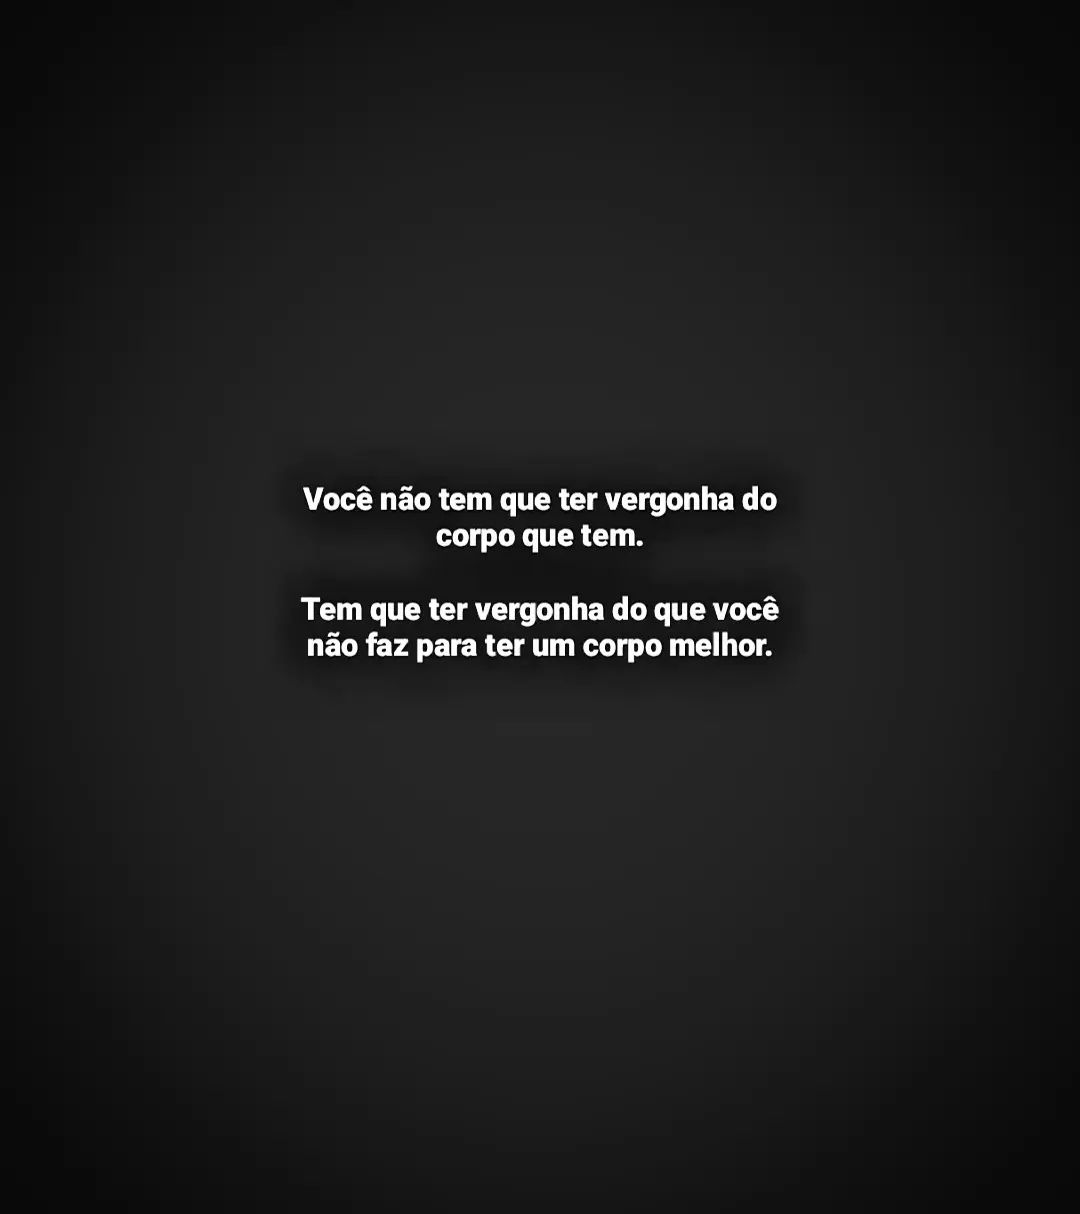 Você não tem que ter vergonha do
corpo que tem.
Tem que ter vergonha do que você
não faz para ter um corpo melhor.